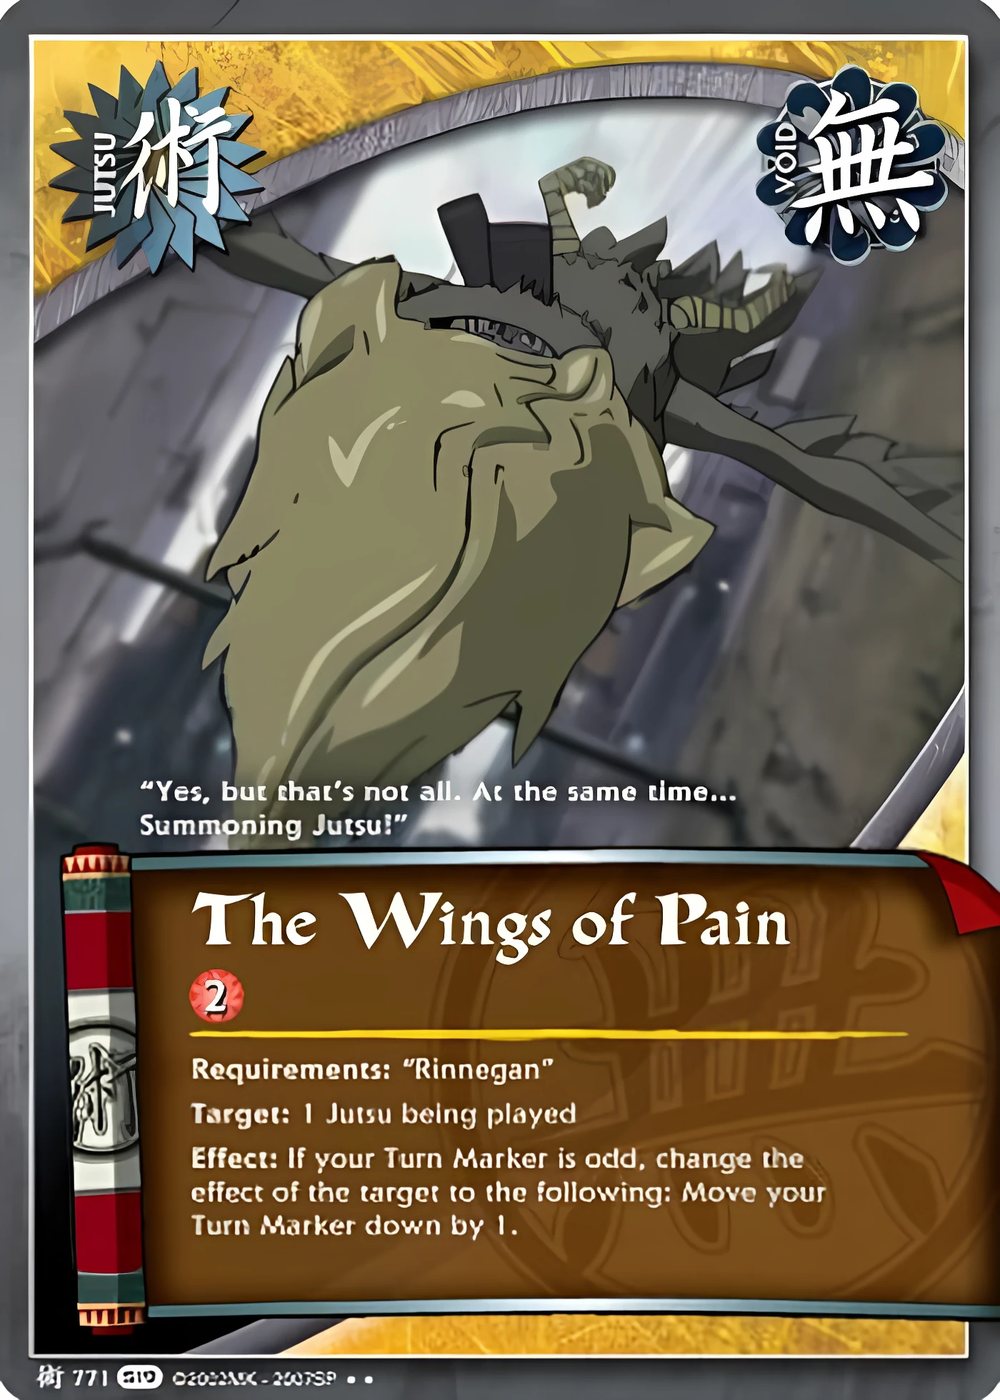 JUTSU
術
VOID
無
“Yes, but that's not all. At the same time...
Summoning Jutsu!”
The Wings of Pain
2
Requirements: “Rinnegan”
Target: 1 Jutsu being played
Effect: If your Turn Marker is odd, change the
effect of the target to the following: Move your
Turn Marker down by 1.
術 771